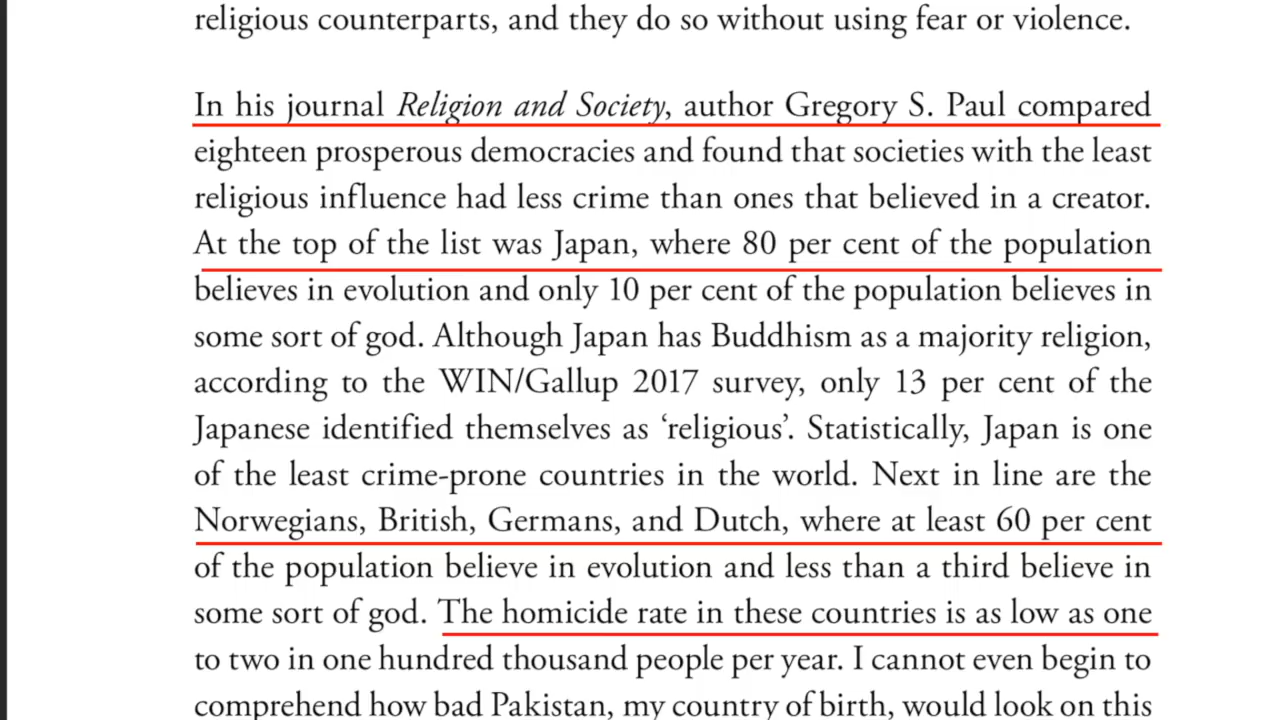 religious counterparts, and they do so without using fear or violence.
In his journal Religion and Society, author Gregory S. Paul compared
eighteen prosperous democracies and found that societies with the least
religious influence had less crime than ones that believed in a creator.
At the top of the list was Japan, where 80 per cent of the population
believes in evolution and only 10 per cent of the population believes in
some sort of god. Although Japan has Buddhism as a majority religion,
according to the WIN/Gallup 2017 survey, only 13 per cent of the
Japanese identified themselves as ‘religious’. Statistically, Japan is one
of the least crime-prone countries in the world. Next in line are the
Norwegians, British, Germans, and Dutch, where at least 60 per cent
of the population believe in evolution and less than a third believe in
some sort of god. The homicide rate in these countries is as low as one
to two in one hundred thousand people per year. I cannot even begin to
comprehend how bad Pakistan, my country of birth, would look on this